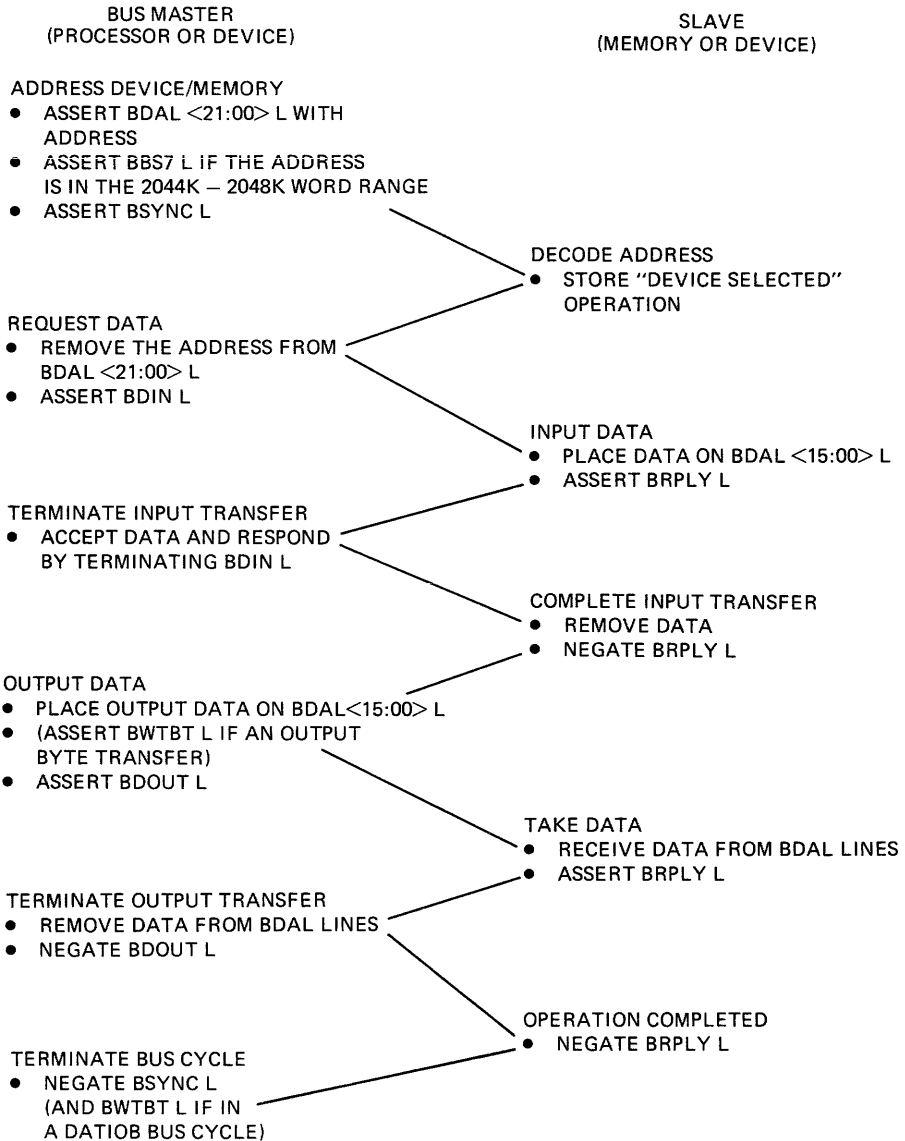 BUS MASTER
(PROCESSOR OR DEVICE)
SLAVE
(MEMORY OR DEVICE)
ADDRESS DEVICE/MEMORY
● ASSERT BDAL <21:00> L WITH
ADDRESS
● ASSERT BBS7 L IF THE ADDRESS
IS IN THE 2044K – 2048K WORD RANGE
● ASSERT BSYNC L
DECODE ADDRESS
● STORE "DEVICE SELECTED"
OPERATION
REQUEST DATA
● REMOVE THE ADDRESS FROM
BDAL <21:00> L
● ASSERT BDIN L
INPUT DATA
● PLACE DATA ON BDAL <15:00> L
● ASSERT BRPLY L
TERMINATE INPUT TRANSFER
● ACCEPT DATA AND RESPOND
BY TERMINATING BDIN L
COMPLETE INPUT TRANSFER
● REMOVE DATA
● NEGATE BRPLY L
OUTPUT DATA
● PLACE OUTPUT DATA ON BDAL<15:00> L
● (ASSERT BWTBT L IF AN OUTPUT
BYTE TRANSFER)
● ASSERT BDOUT L
TAKE DATA
● RECEIVE DATA FROM BDAL LINES
● ASSERT BRPLY L
TERMINATE OUTPUT TRANSFER
● REMOVE DATA FROM BDAL LINES
● NEGATE BDOUT L
OPERATION COMPLETED
● NEGATE BRPLY L
TERMINATE BUS CYCLE
● NEGATE BSYNC L
(AND BWTBT L IF IN
A DATIOB BUS CYCLE)